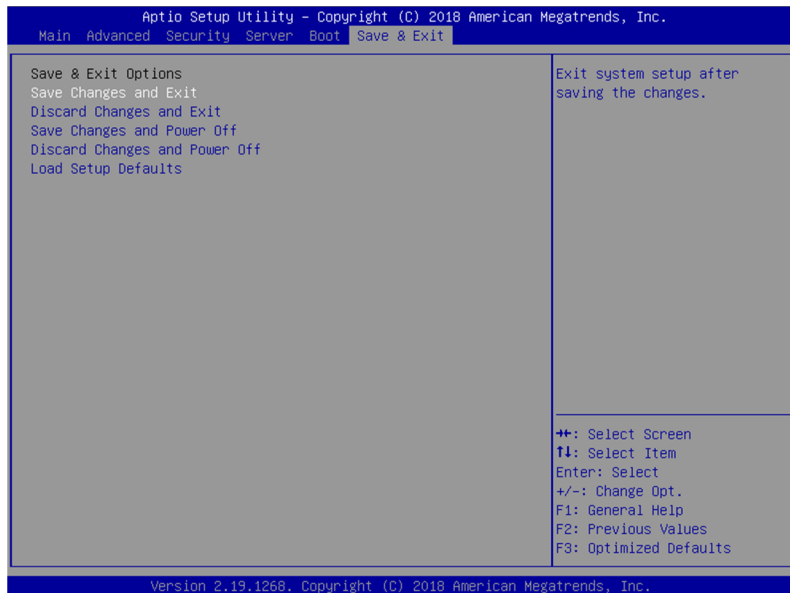 Aptio Setup Utility – Copyright (C) 2018 American Megatrends, Inc.
Main Advanced Security Server Boot Save & Exit
Save & Exit Options
Save Changes and Exit
Discard Changes and Exit
Save Changes and Power Off
Discard Changes and Power Off
Load Setup Defaults
Exit system setup after
saving the changes.
→←: Select Screen
↑↓: Select Item
Enter: Select
+/-: Change Opt.
F1: General Help
F2: Previous Values
F3: Optimized Defaults
Version 2.19.1268. Copyright (C) 2018 American Megatrends, Inc.